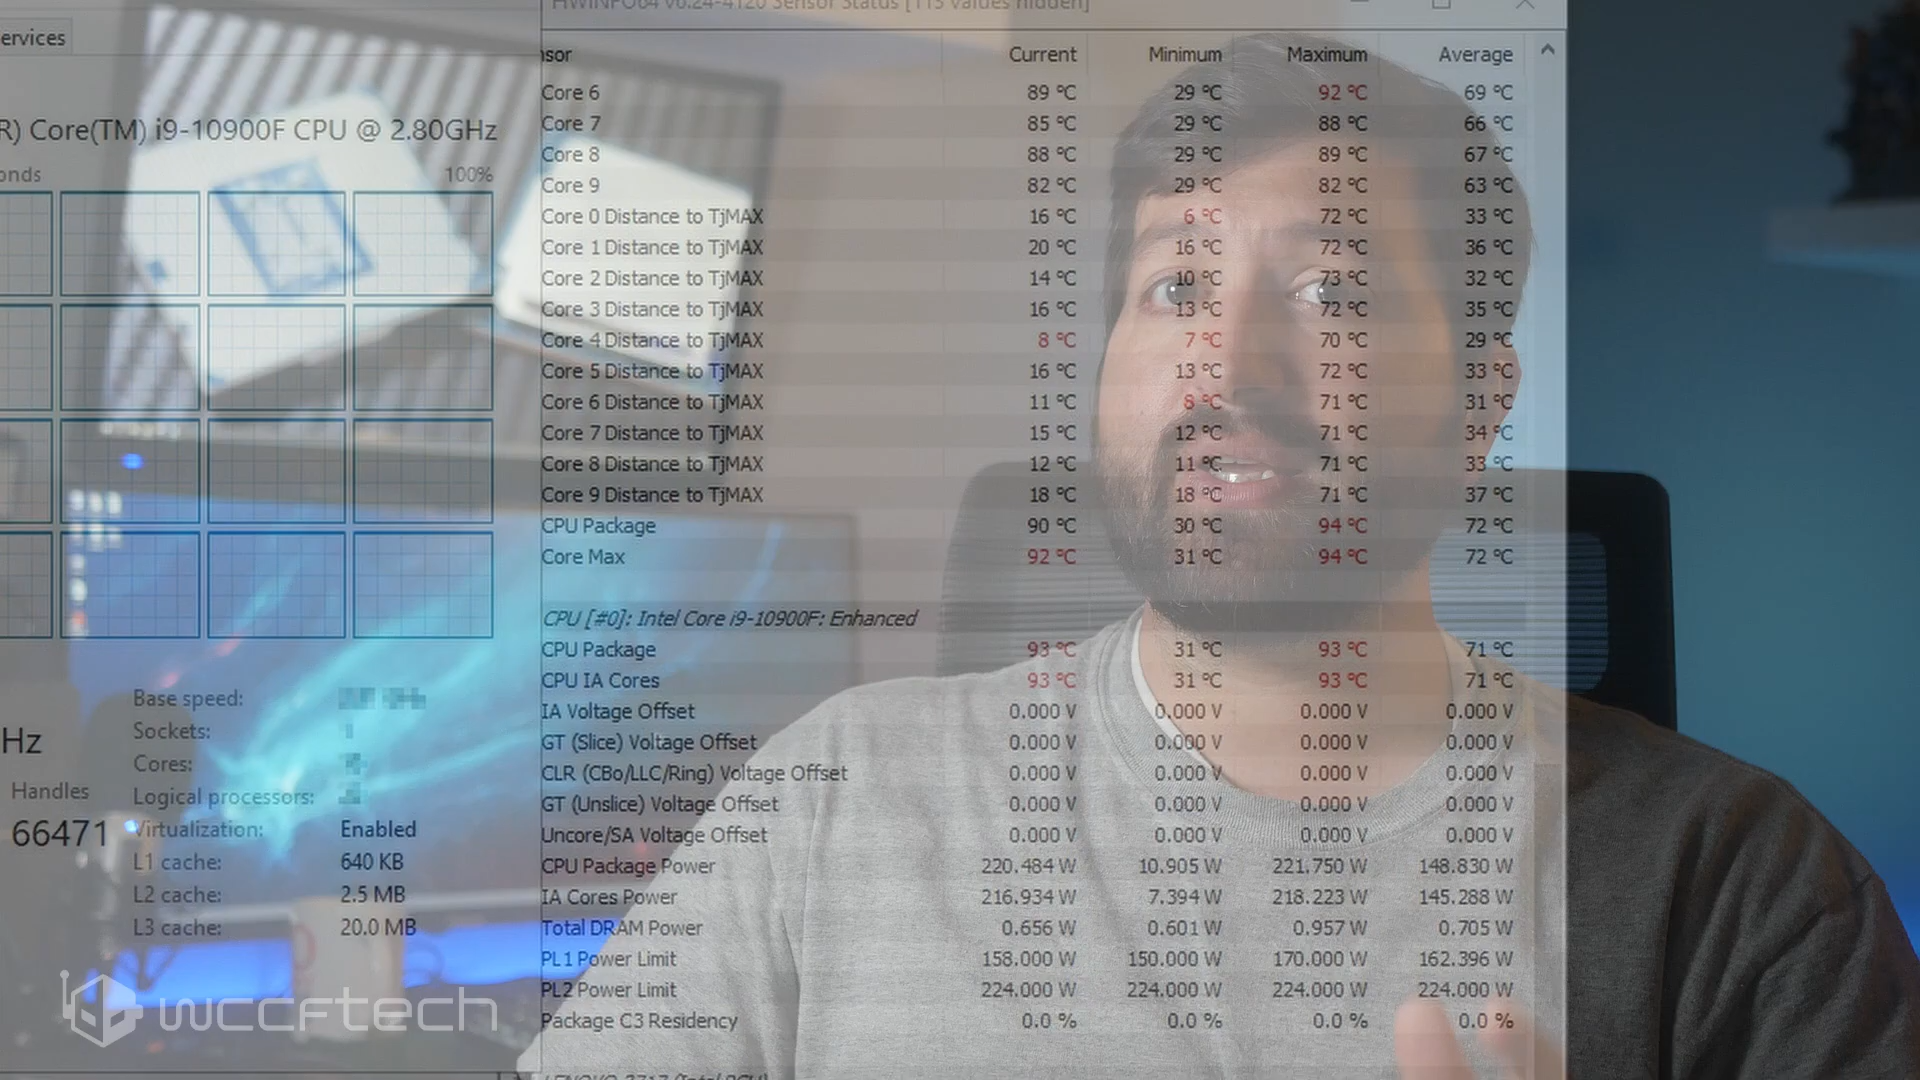 ervices
R) Core(TM) i9-10900F CPU @ 2.80GHz
onds 100%
Hz
Handles
66471
Base speed:
Sockets:
Cores:
Logical processors:
Virtualization: Enabled
L1 cache: 640 KB
L2 cache: 2.5 MB
L3 cache: 20.0 MB
wccftech
HWiNFO64 v6.24-4120 Sensor Status [115 values hidden]
nsor Current Minimum Maximum Average
Core 6 89 °C 29 °C 92 °C 69 °C
Core 7 85 °C 29 °C 88 °C 66 °C
Core 8 88 °C 29 °C 89 °C 67 °C
Core 9 82 °C 29 °C 82 °C 63 °C
Core 0 Distance to TjMAX 16 °C 6 °C 72 °C 33 °C
Core 1 Distance to TjMAX 20 °C 16 °C 72 °C 36 °C
Core 2 Distance to TjMAX 14 °C 10 °C 73 °C 32 °C
Core 3 Distance to TjMAX 16 °C 13 °C 72 °C 35 °C
Core 4 Distance to TjMAX 8 °C 7 °C 70 °C 29 °C
Core 5 Distance to TjMAX 16 °C 13 °C 72 °C 33 °C
Core 6 Distance to TjMAX 11 °C 8 °C 71 °C 31 °C
Core 7 Distance to TjMAX 15 °C 12 °C 71 °C 34 °C
Core 8 Distance to TjMAX 12 °C 11 °C 71 °C 33 °C
Core 9 Distance to TjMAX 18 °C 18 °C 71 °C 37 °C
CPU Package 90 °C 30 °C 94 °C 72 °C
Core Max 92 °C 31 °C 94 °C 72 °C
CPU [#0]: Intel Core i9-10900F: Enhanced
CPU Package 93 °C 31 °C 93 °C 71 °C
CPU IA Cores 93 °C 31 °C 93 °C 71 °C
IA Voltage Offset 0.000 V 0.000 V 0.000 V 0.000 V
GT (Slice) Voltage Offset 0.000 V 0.000 V 0.000 V 0.000 V
CLR (CBo/LLC/Ring) Voltage Offset 0.000 V 0.000 V 0.000 V 0.000 V
GT (Unslice) Voltage Offset 0.000 V 0.000 V 0.000 V 0.000 V
Uncore/SA Voltage Offset 0.000 V 0.000 V 0.000 V 0.000 V
CPU Package Power 220.484 W 10.905 W 221.750 W 148.830 W
IA Cores Power 216.934 W 7.394 W 218.223 W 145.288 W
Total DRAM Power 0.656 W 0.601 W 0.957 W 0.705 W
PL1 Power Limit 158.000 W 150.000 W 170.000 W 162.396 W
PL2 Power Limit 224.000 W 224.000 W 224.000 W 224.000 W
Package C3 Residency 0.0 % 0.0 % 0.0 % 0.0 %